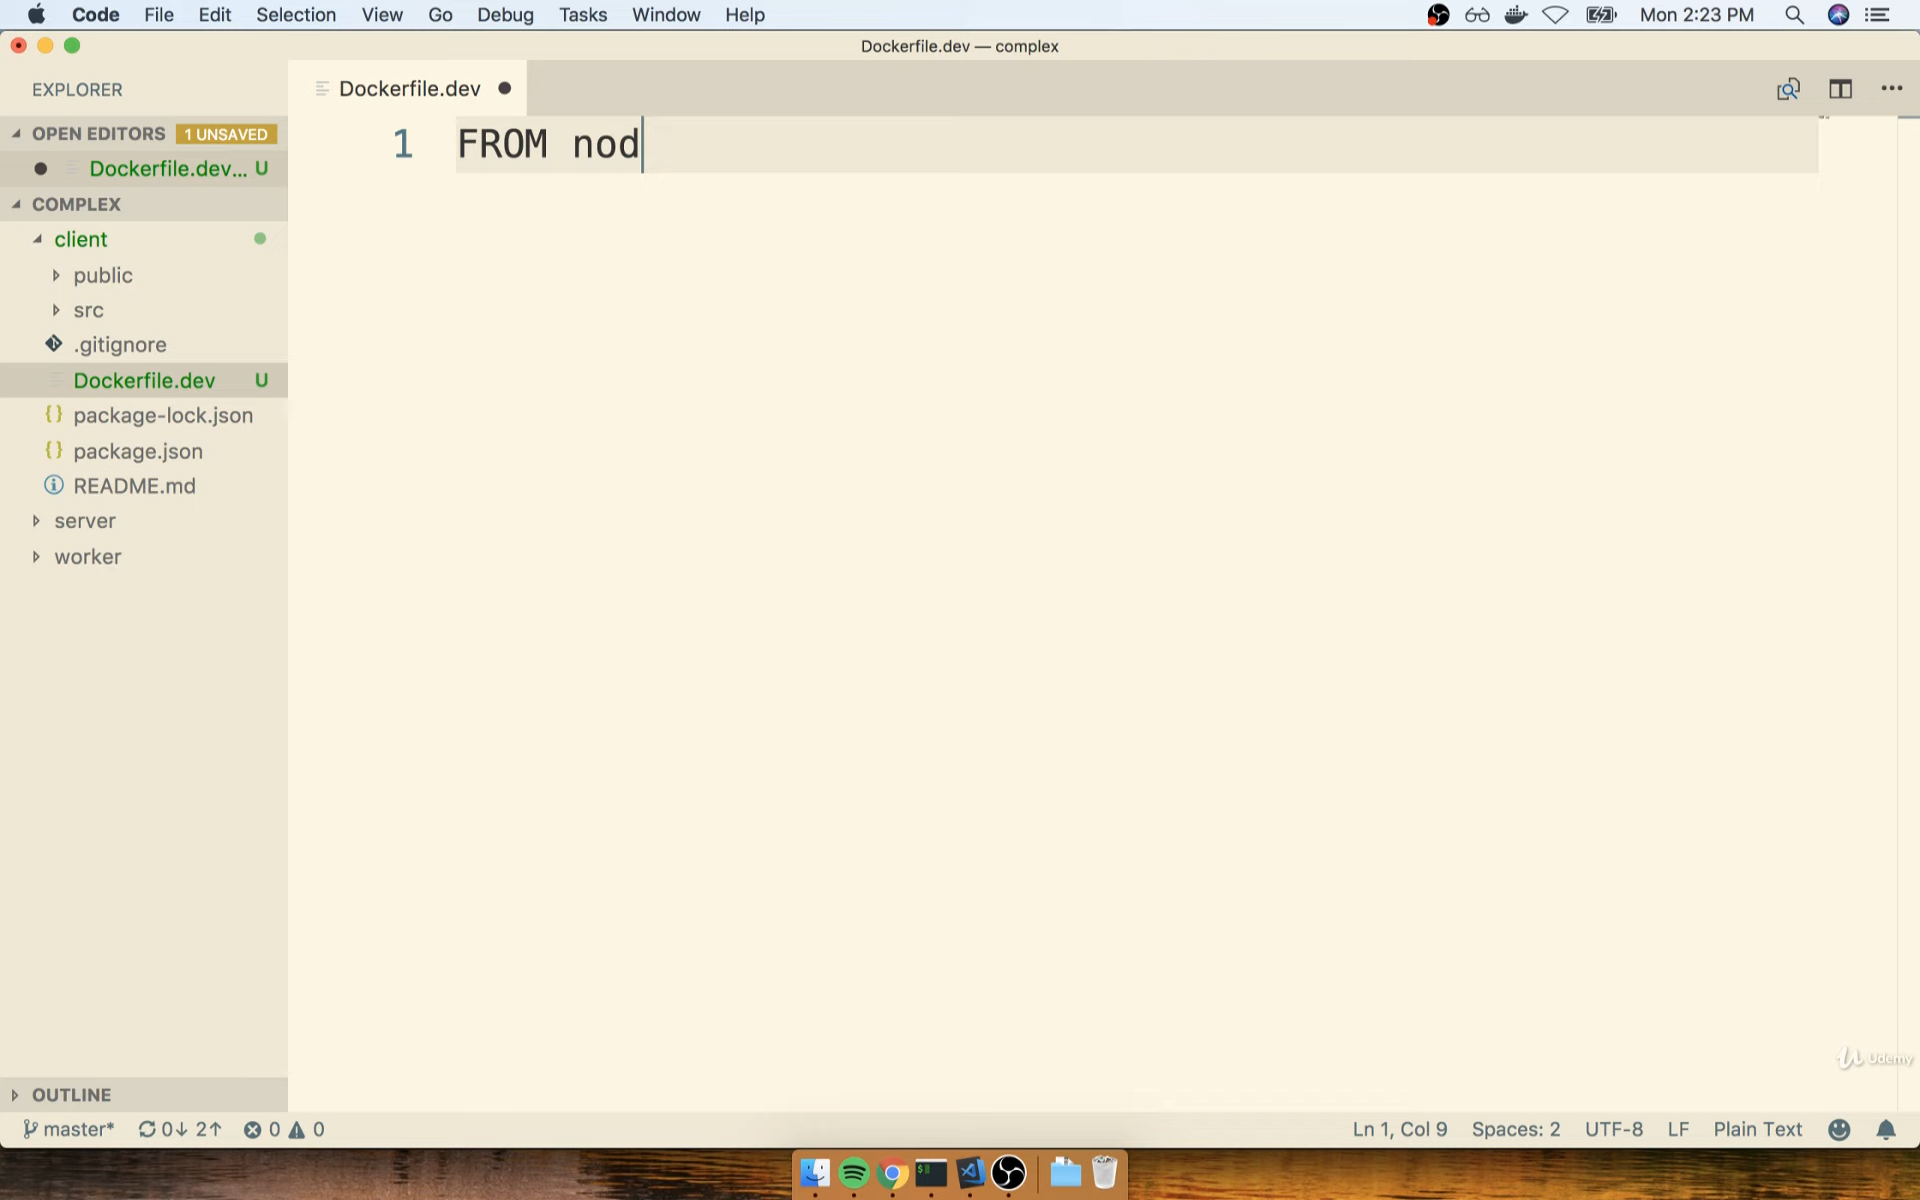 Code File Edit Selection View Go Debug Tasks Window Help Mon 2:23 PM
Dockerfile.dev — complex
EXPLORER
Dockerfile.dev
OPEN EDITORS 1 UNSAVED
Dockerfile.dev... U
COMPLEX
client
public
src
.gitignore
Dockerfile.dev U
{} package-lock.json
{} package.json
README.md
server
worker
1 FROM nod
Udemy
OUTLINE
master* 0↓ 2↑ 0 0 Ln 1, Col 9 Spaces: 2 UTF-8 LF Plain Text